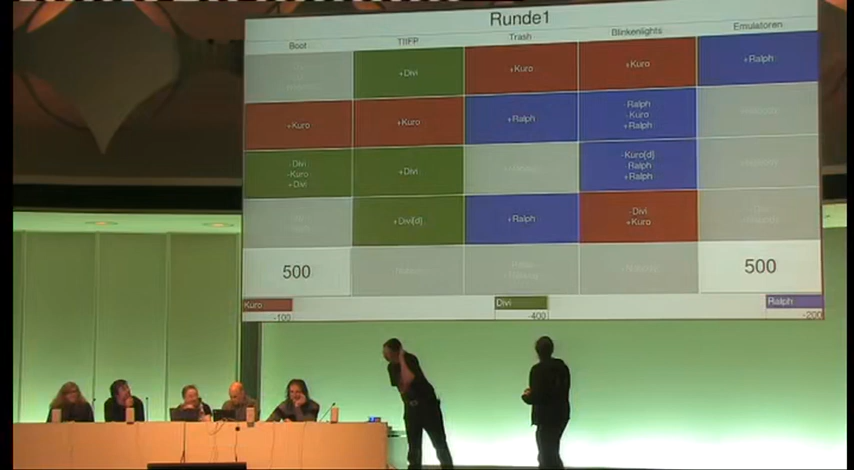 Runde1
Boot
TIIFP
Trash
Blinkenlights
Emulatoren
+Divi
+Kuro
+Kuro
+Ralph
+Kuro
+Kuro
+Ralph
-Ralph
-Kuro
+Ralph
-Divi
-Kuro
+Divi
+Divi
-Kuro[d]
-Ralph
+Ralph
+Divi[d]
+Ralph
-Divi
+Kuro
500
500
Kuro
-100
Divi
-400
Ralph
-200